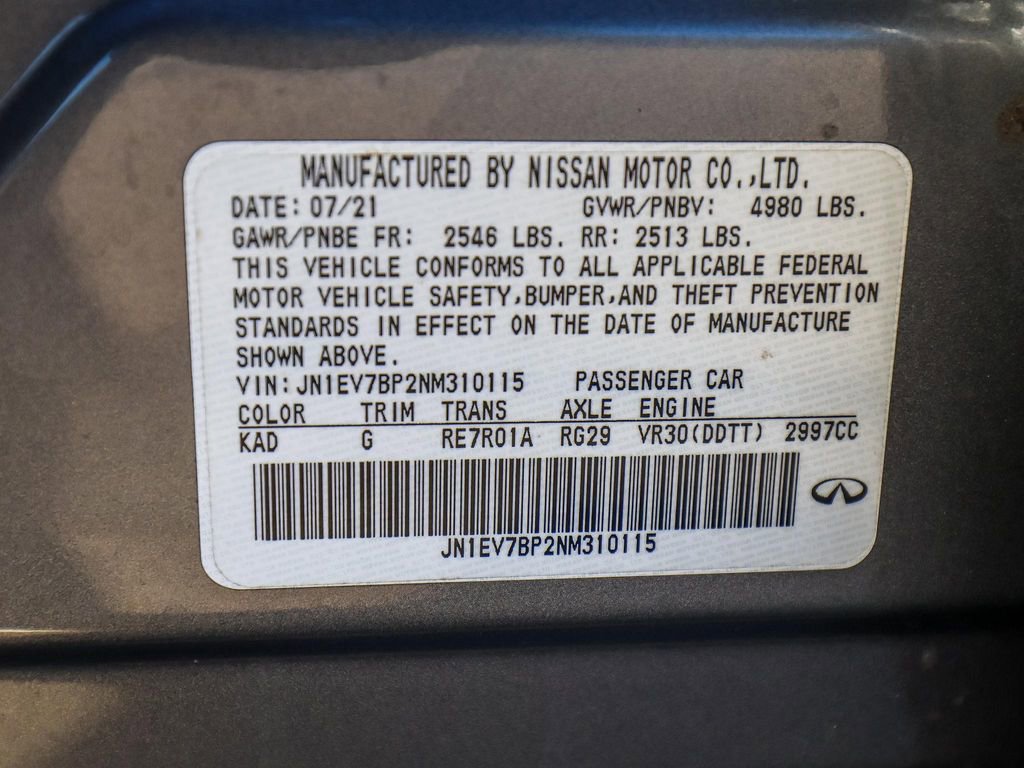 MANUFACTURED BY NISSAN MOTOR CO.,LTD.
DATE: 07/21 GVWR/PNBV: 4980 LBS.
GAWR/PNBE FR: 2546 LBS. RR: 2513 LBS.
THIS VEHICLE CONFORMS TO ALL APPLICABLE FEDERAL
MOTOR VEHICLE SAFETY,BUMPER,AND THEFT PREVENTION
STANDARDS IN EFFECT ON THE DATE OF MANUFACTURE
SHOWN ABOVE.
VIN:JN1EV7BP2NM310115 PASSENGER CAR
COLOR TRIM TRANS AXLE ENGINE
KAD G RE7R01A RG29 VR30(DDTT) 2997CC
JN1EV7BP2NM310115